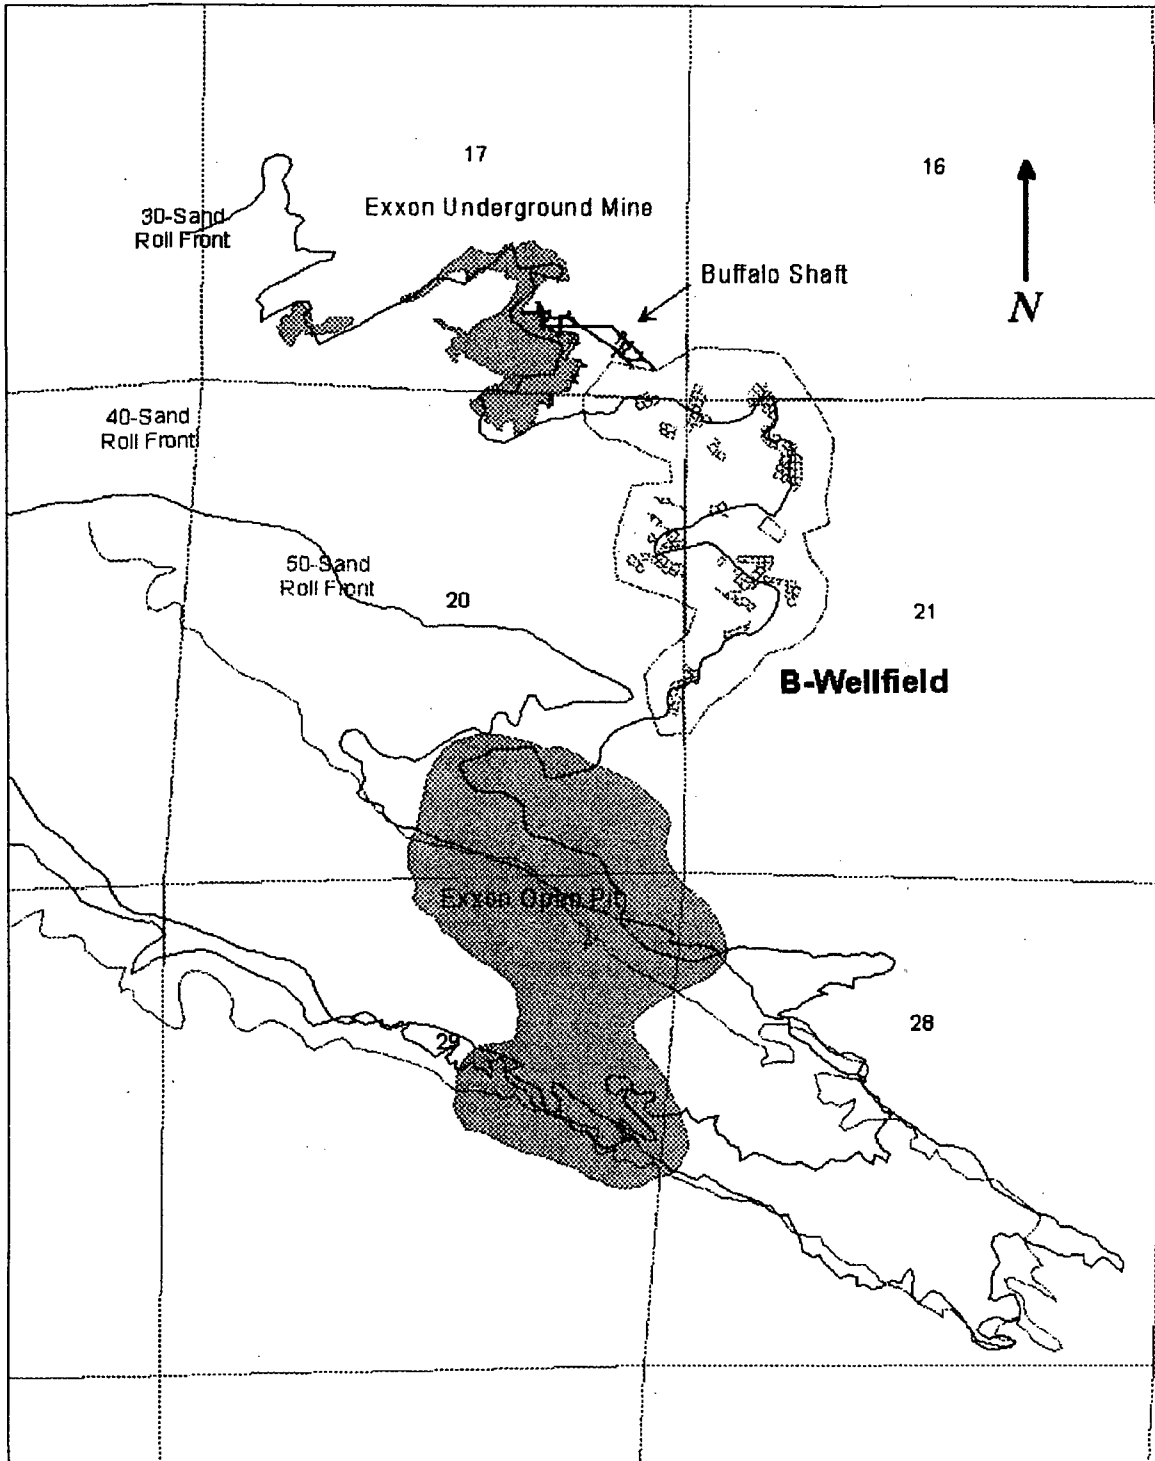 17
16
30-Sand
Roll Front
Exxon Underground Mine
Buffalo Shaft
N
40-Sand
Roll Front
50-Sand
Roll Front
20
21
B-Wellfield
Exxon Open Pit
29
28